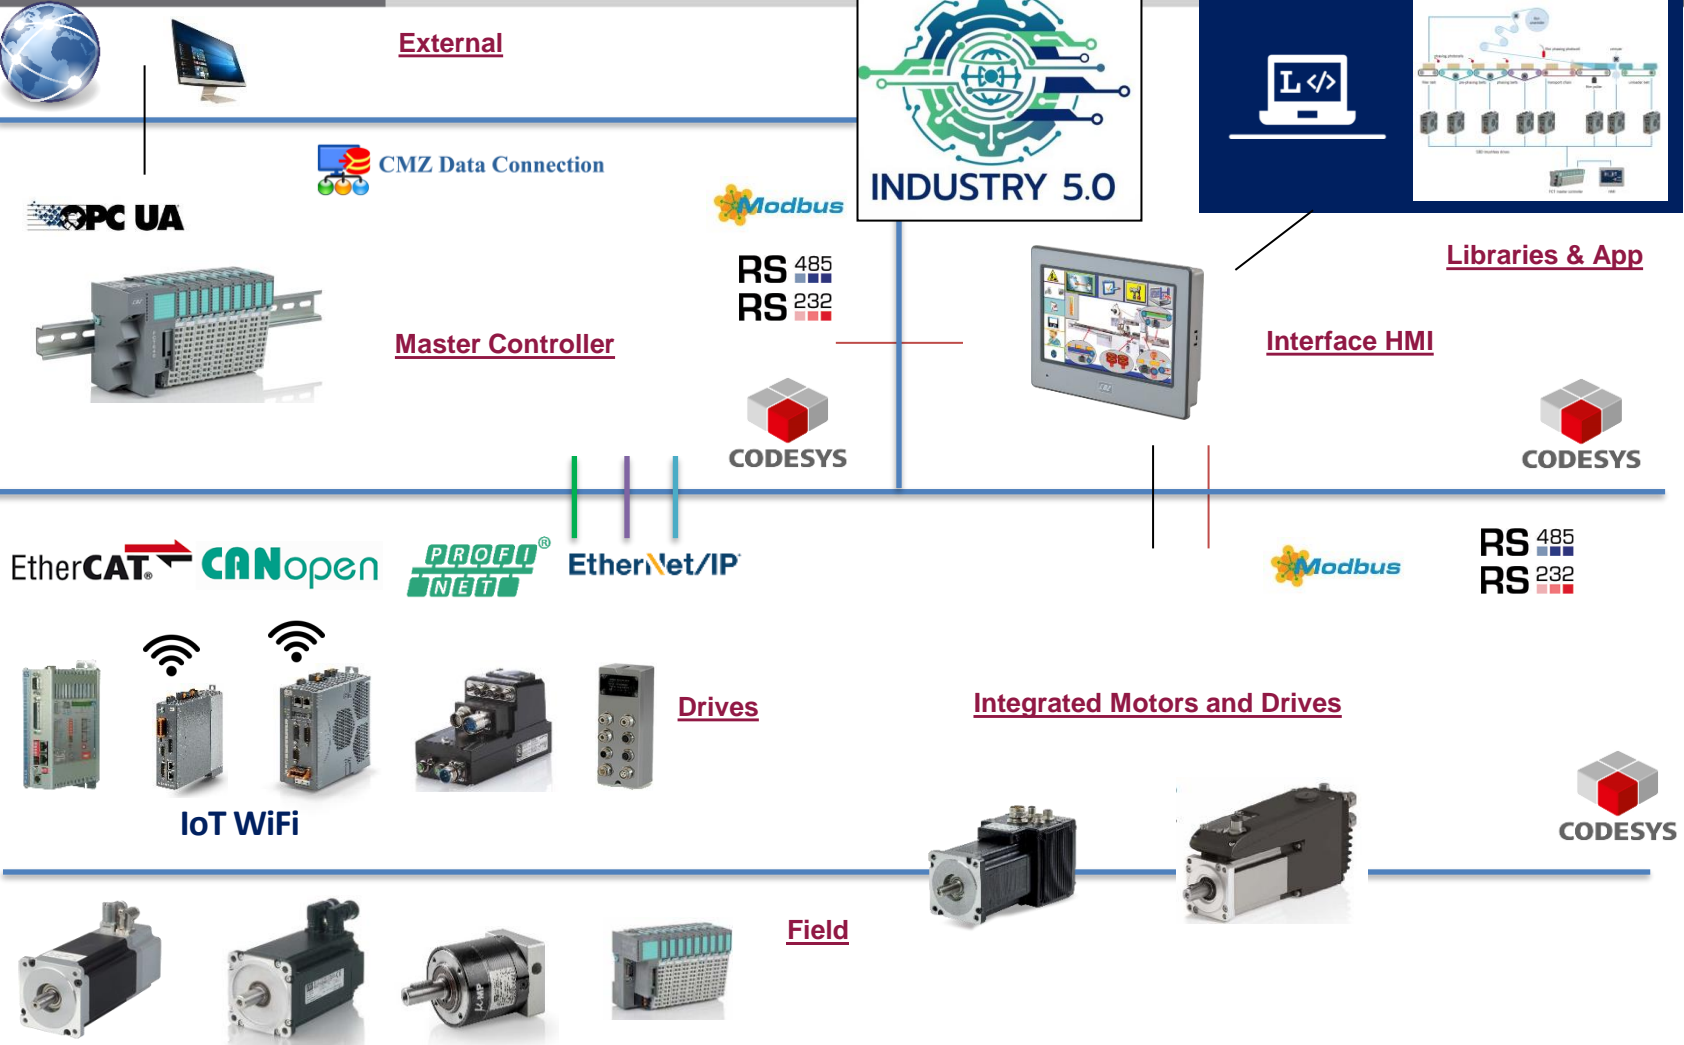 External
INDUSTRY 5.0
L </>
CMZ Data Connection
OPC UA
Modbus
RS 485
RS 232
Master Controller
CODESYS
Libraries & App
Interface HMI
CODESYS
EtherCAT®
CANopen
PROFI®
NET
EtherNet/IP
Modbus
RS 485
RS 232
Drives
Integrated Motors and Drives
IoT WiFi
CODESYS
Field